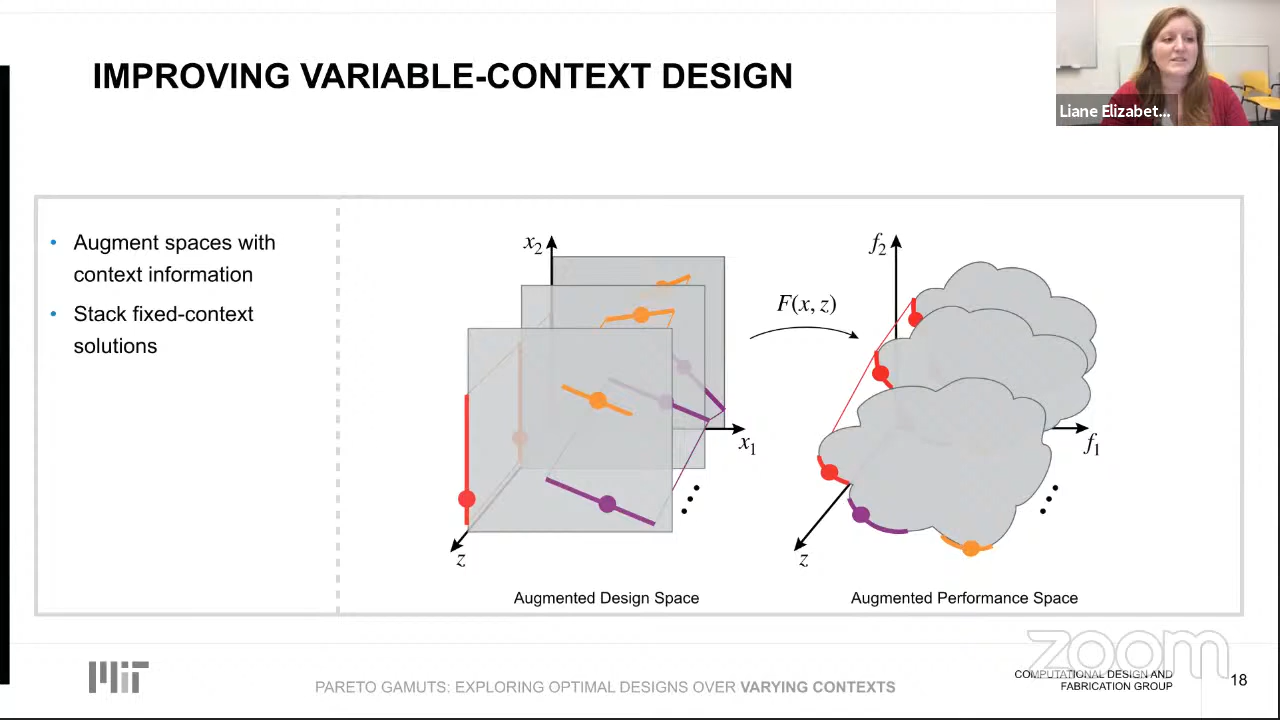 IMPROVING VARIABLE-CONTEXT DESIGN
Liane Elizabet...
• Augment spaces with
context information
• Stack fixed-context
solutions
x₂
x₁
z
F(x, z)
f₂
f₁
z
Augmented Design Space
Augmented Performance Space
MIT
PARETO GAMUTS: EXPLORING OPTIMAL DESIGNS OVER VARYING CONTEXTS
zoom
COMPUTATIONAL DESIGN AND
FABRICATION GROUP
18